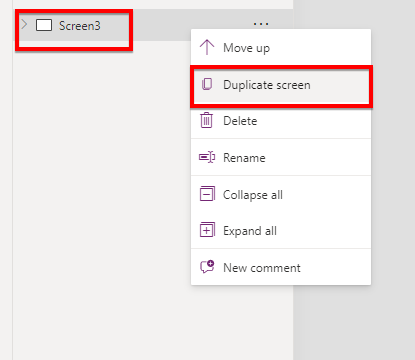 Screen3
Move up
Duplicate screen
Delete
Rename
Collapse all
Expand all
New comment